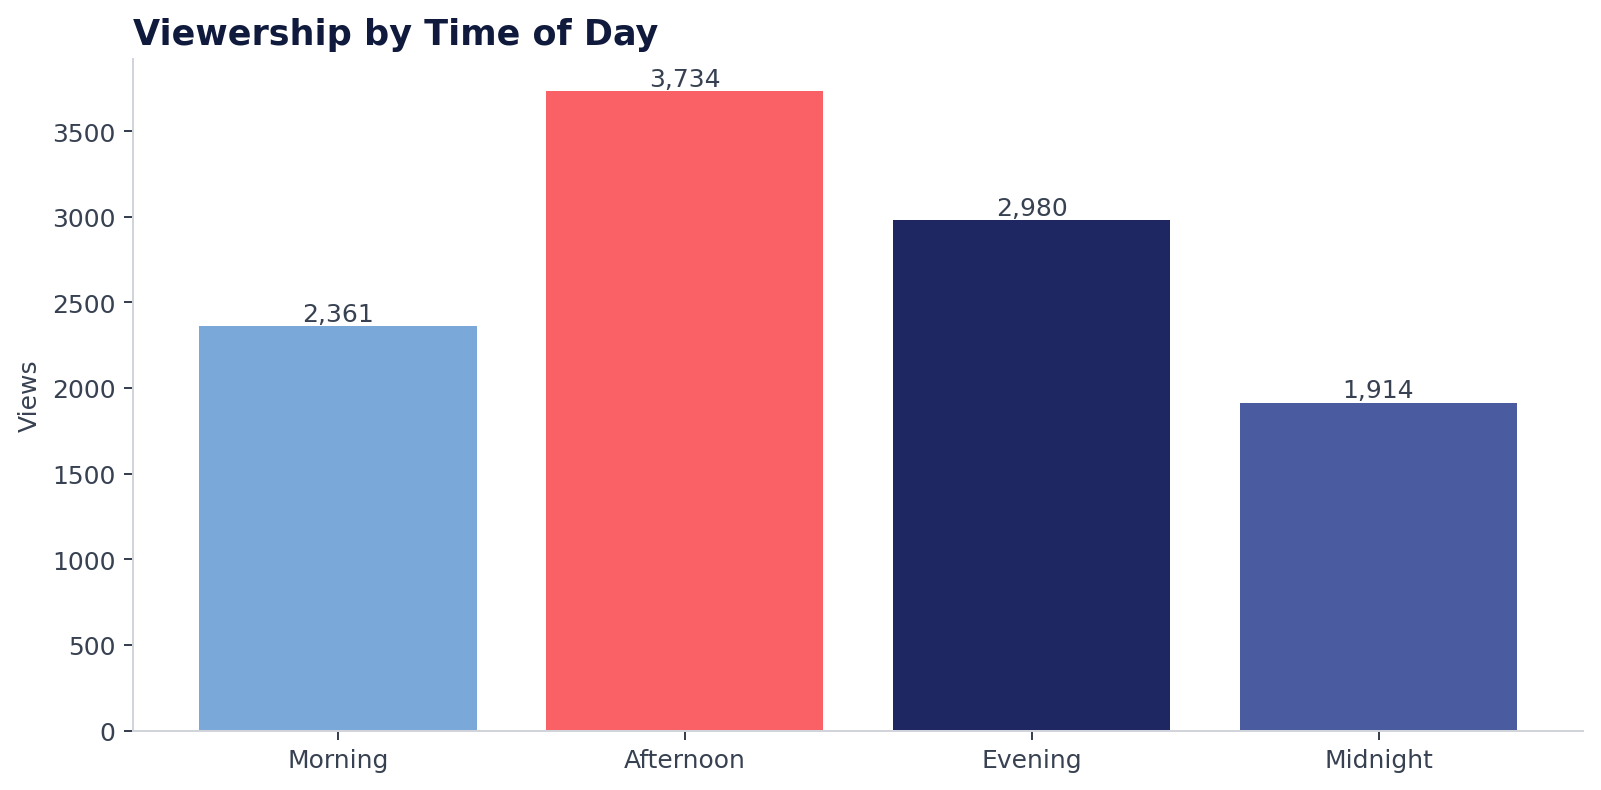 Viewership by Time of Day
3,734
3500
3000
2,980
2500
2,361
2000
1,914
1500
1000
500
0
Views
Morning
Afternoon
Evening
Midnight